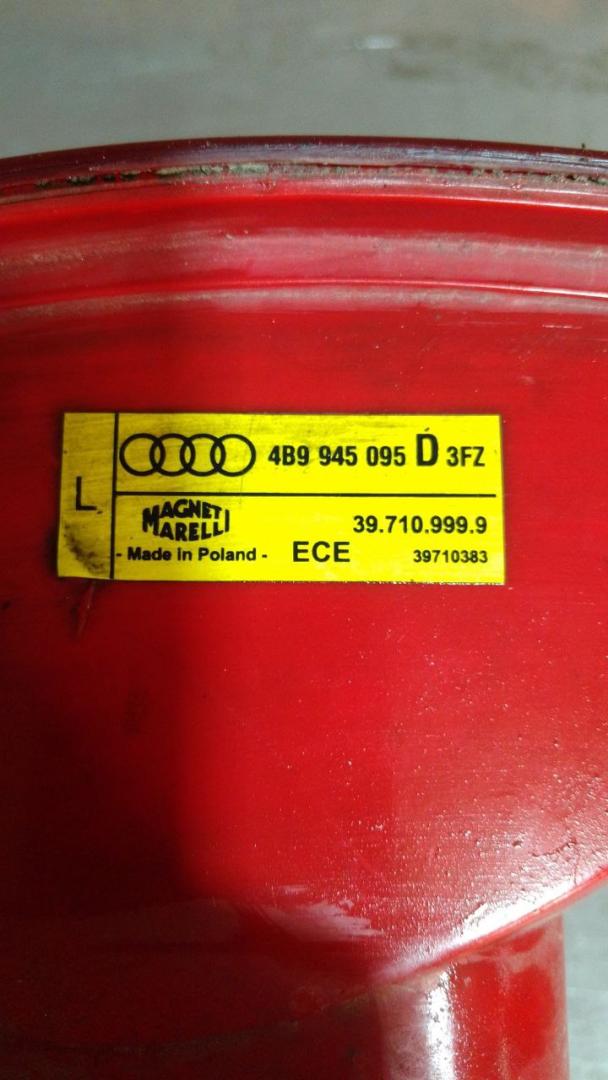 L
4B9 945 095 D 3FZ
MAGNETI
MARELLI
39.710.999.9
- Made in Poland - ECE 39710383